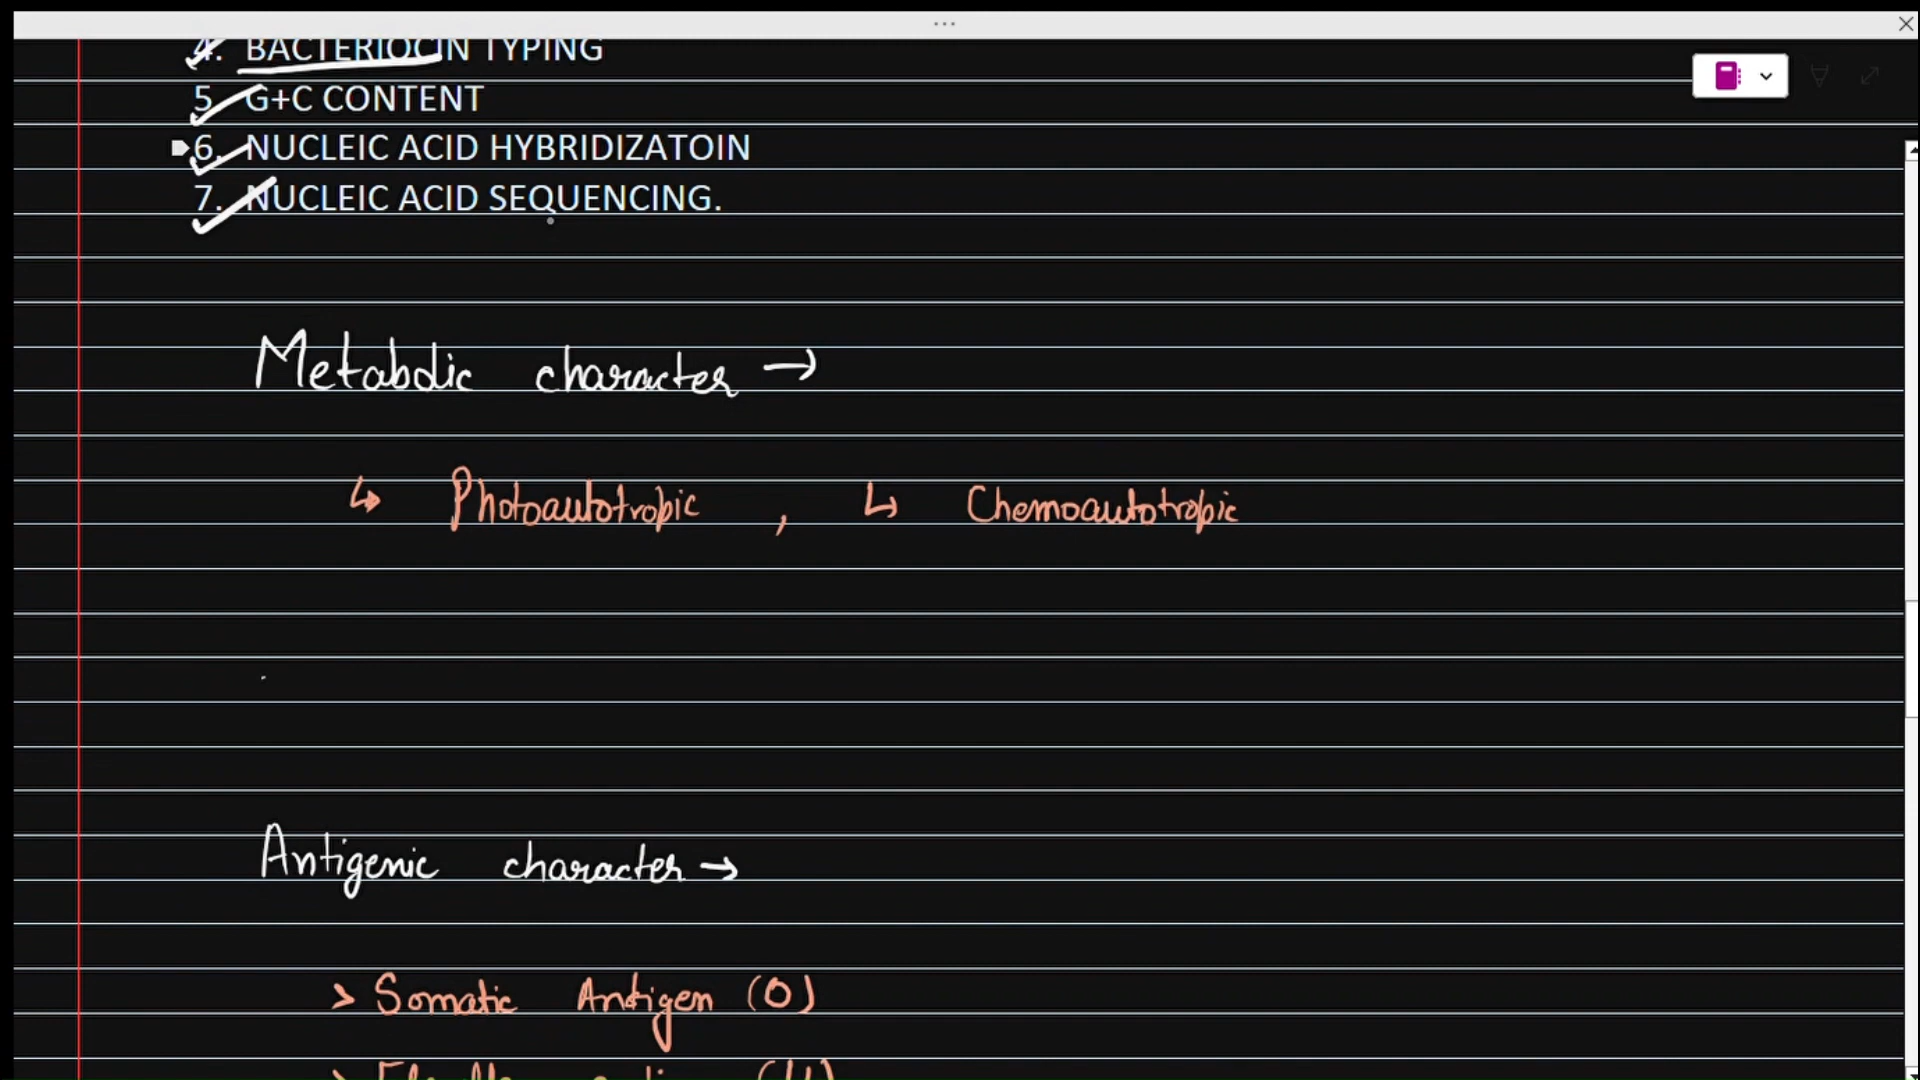 4. BACTERIOCIN TYPING
5. G+C CONTENT
6. NUCLEIC ACID HYBRIDIZATOIN
7. NUCLEIC ACID SEQUENCING.
Metabolic character →
↳ Photoautotropic , ↳ Chemoautotropic
Antigenic character →
> Somatic Antigen (O)